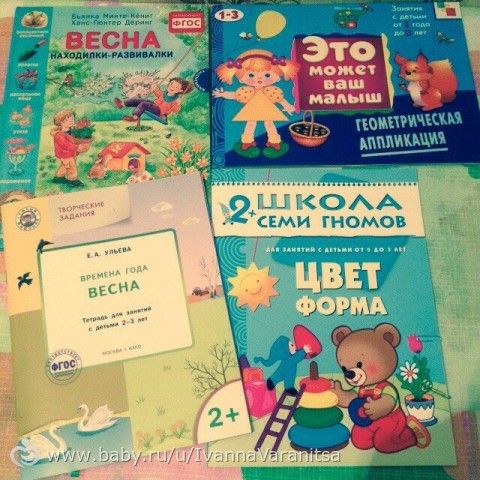 Бьянка Минте-Кёниг
Ханс-Гюнтер Деринг
ФГОС
ВЕСНА
НАХОДИЛКИ-РАЗВИВАЛКИ
1-3
Занятия
с детьми
от года
до 3 лет
Это
может
ваш
малыш
ГЕОМЕТРИЧЕСКАЯ
АППЛИКАЦИЯ
ТВОРЧЕСКИЕ
ЗАДАНИЯ
Е.А. УЛЬЕВА
ВРЕМЕНА ГОДА
ВЕСНА
Тетрадь для занятий
с детьми 2–3 лет
МОСКВА • ВАКО
ФГОС
2+
2+ ШКОЛА
СЕМИ ГНОМОВ
ДЛЯ ЗАНЯТИЙ С ДЕТЬМИ ОТ 2 ДО 3 ЛЕТ
ЦВЕТ
ФОРМА
www.baby.ru/u/IvannaVaranitsa